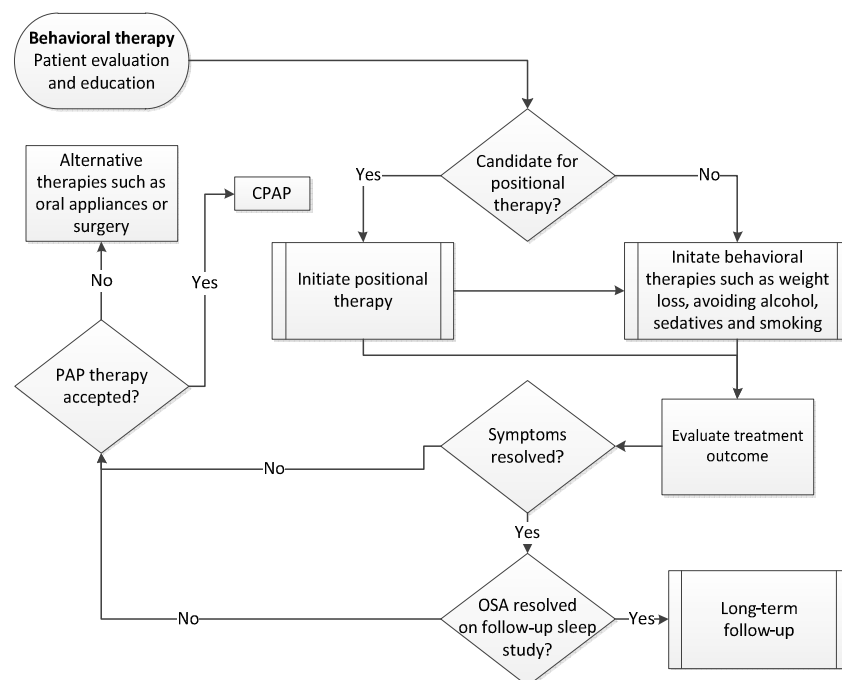 Behavioral therapy
Patient evaluation
and education
Candidate for
positional
therapy?
Yes
No
Alternative
therapies such as
oral appliances or
surgery
CPAP
Initiate positional
therapy
Initate behavioral
therapies such as weight
loss, avoiding alcohol,
sedatives and smoking
No
Yes
PAP therapy
accepted?
Symptoms
resolved?
Evaluate treatment
outcome
No
Yes
OSA resolved
on follow-up sleep
study?
No
Yes
Long-term
follow-up